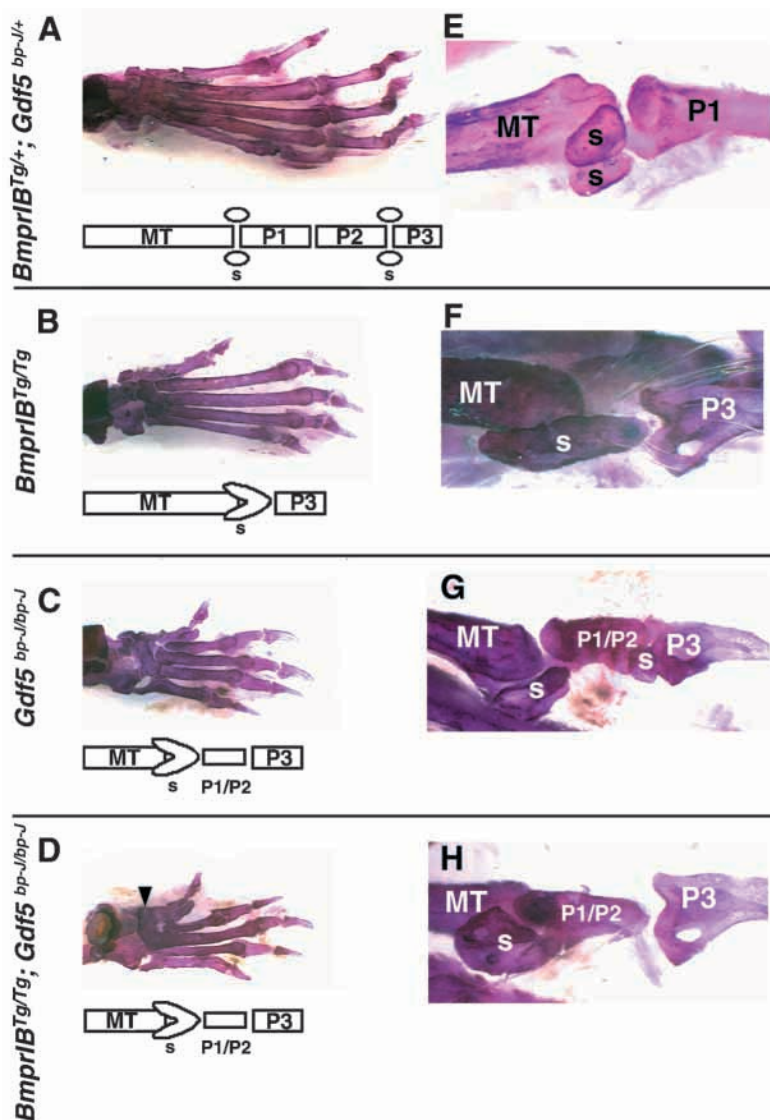 BmprIB Tg/+; Gdf5 bp-J/+
A
E
MT
P1
s
s
MT P1 P2 P3
s s
BmprIB Tg/Tg
B
F
MT
P3
s
MT P3
s
Gdf5 bp-J/bp-J
C
G
MT
P1/P2
P3
s
s
MT P3
s P1/P2
BmprIB Tg/Tg; Gdf5 bp-J/bp-J
D
H
MT
P1/P2
P3
s
MT P3
s P1/P2